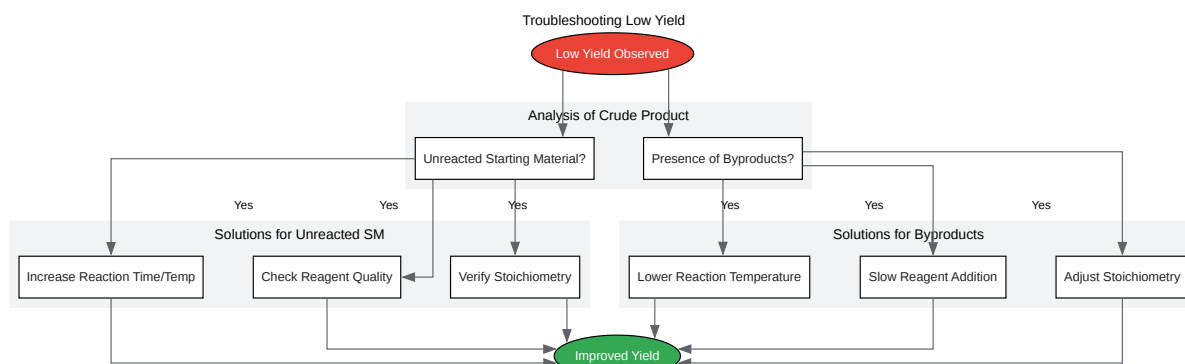 Troubleshooting Low Yield
Low Yield Observed
Analysis of Crude Product
Unreacted Starting Material?
Presence of Byproducts?
Yes
Yes
Yes
Yes
Yes
Yes
Solutions for Unreacted SM
Solutions for Byproducts
Increase Reaction Time/Temp
Check Reagent Quality
Verify Stoichiometry
Lower Reaction Temperature
Slow Reagent Addition
Adjust Stoichiometry
Improved Yield